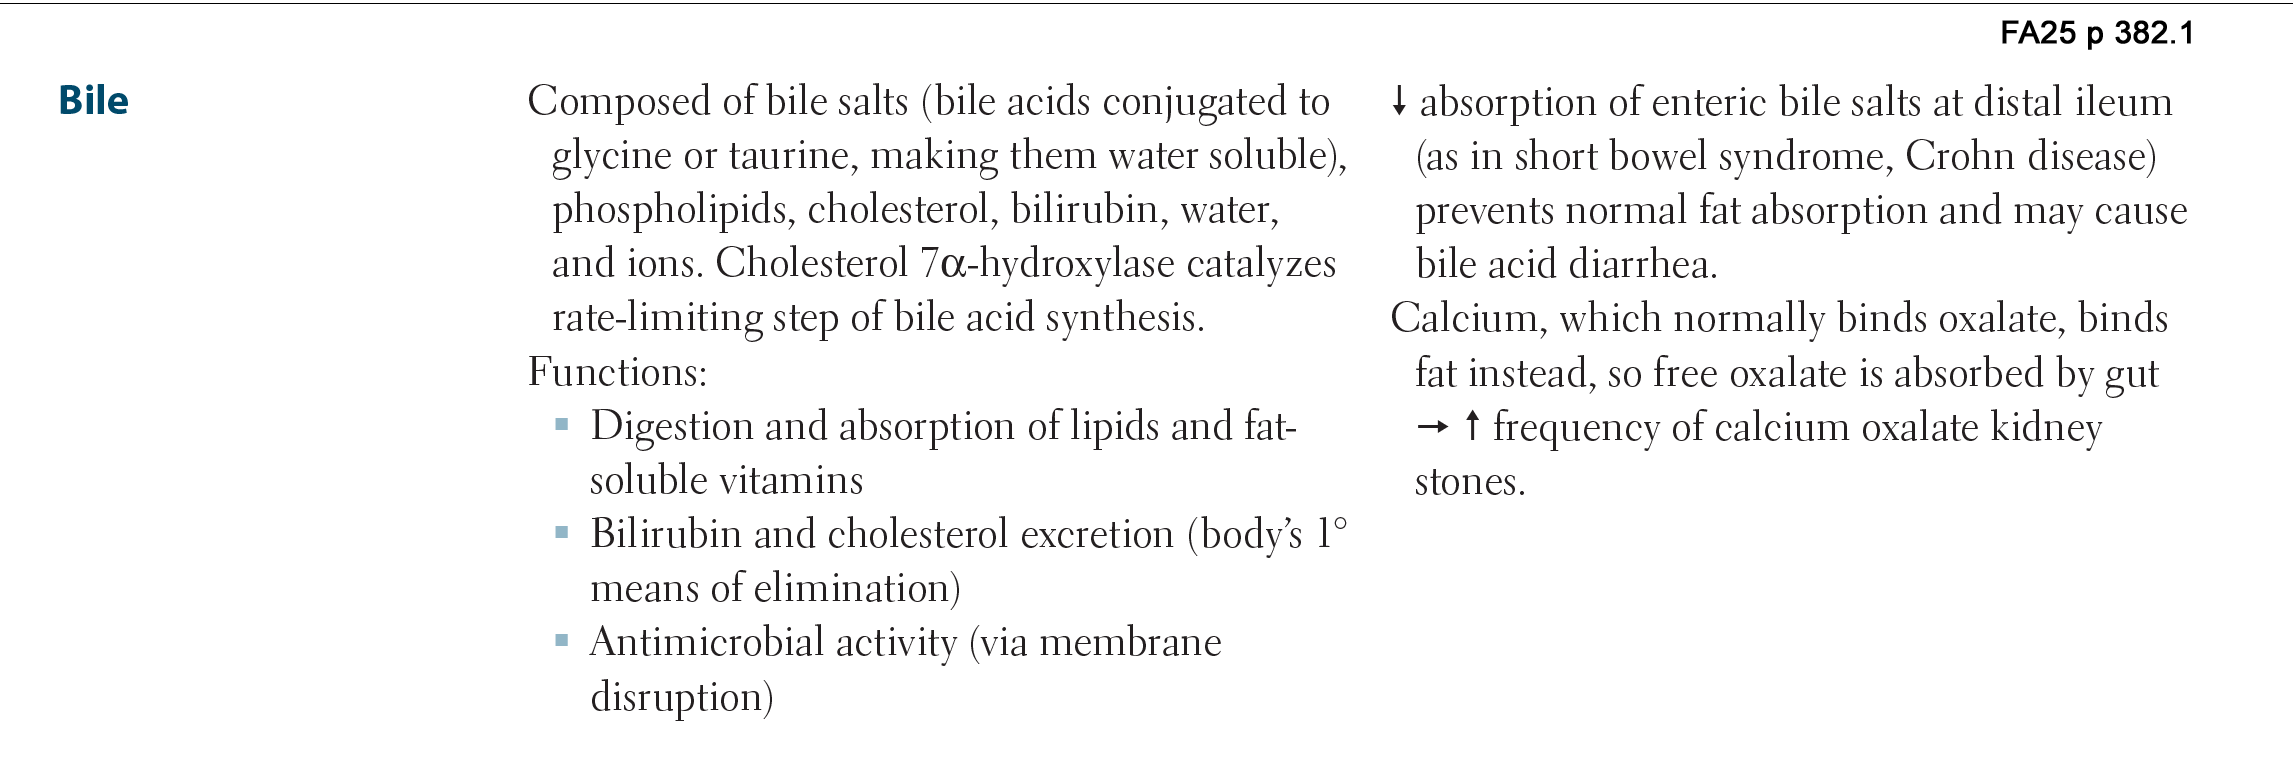 FA25 p 382.1
Bile
Composed of bile salts (bile acids conjugated to
glycine or taurine, making them water soluble),
phospholipids, cholesterol, bilirubin, water,
and ions. Cholesterol 7α-hydroxylase catalyzes
rate-limiting step of bile acid synthesis.
Functions:
▪ Digestion and absorption of lipids and fat-
soluble vitamins
▪ Bilirubin and cholesterol excretion (body’s 1°
means of elimination)
▪ Antimicrobial activity (via membrane
disruption)
↓ absorption of enteric bile salts at distal ileum
(as in short bowel syndrome, Crohn disease)
prevents normal fat absorption and may cause
bile acid diarrhea.
Calcium, which normally binds oxalate, binds
fat instead, so free oxalate is absorbed by gut
→ ↑ frequency of calcium oxalate kidney
stones.